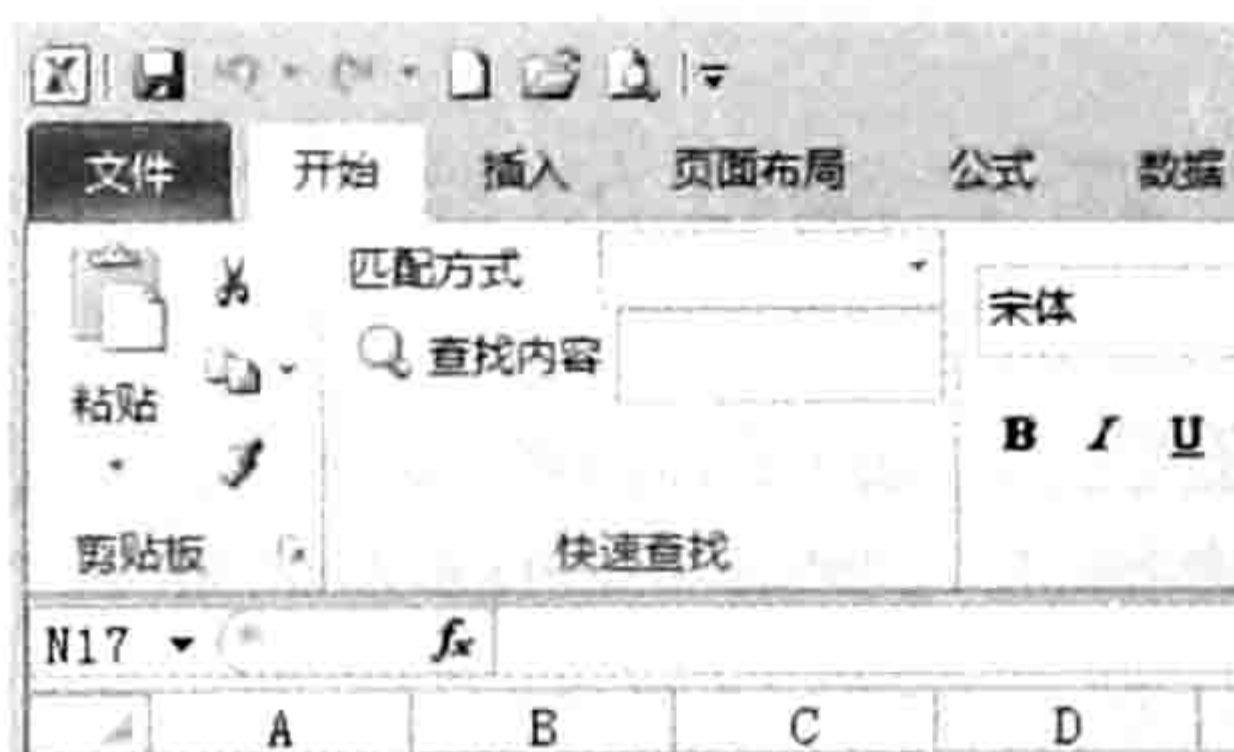 文件 开始 插入 页面布局 公式 数据
匹配方式
宋体
查找内容
粘贴
B I U
剪贴板 快速查找
N17 fx
A B C D